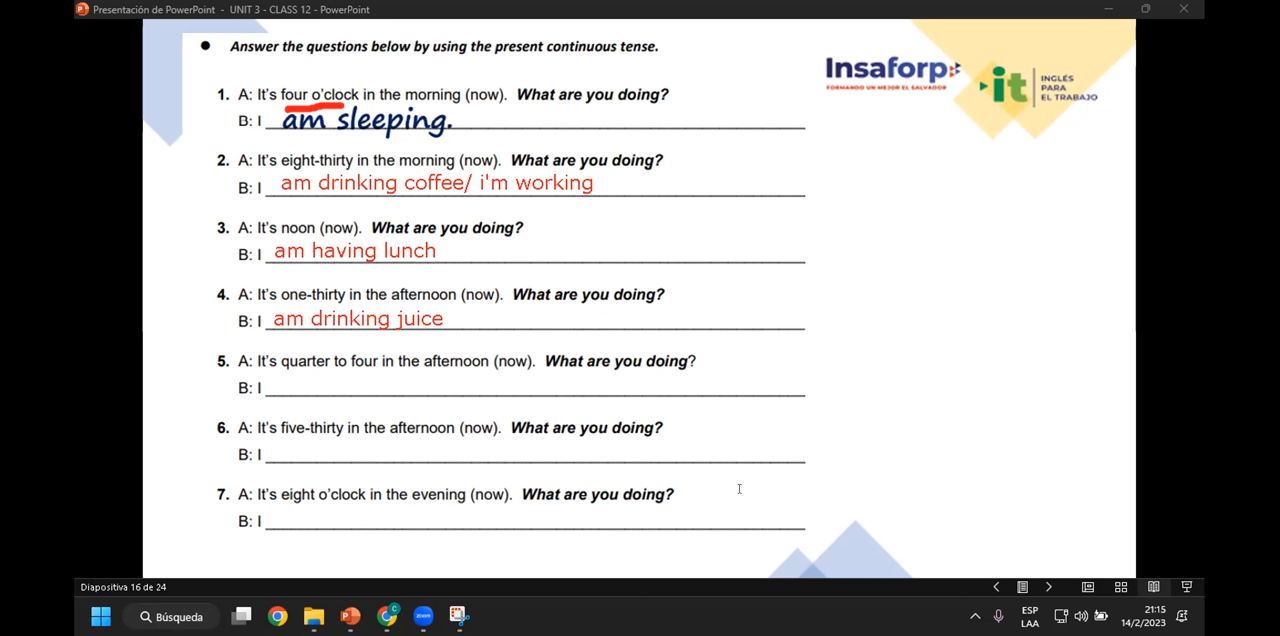 Presentación de PowerPoint - UNIT 3 - CLASS 12 - PowerPoint
● Answer the questions below by using the present continuous tense.
Insaforp
FORMANDO UN MEJOR EL SALVADOR
it INGLÉS
PARA
EL TRABAJO
1. A: It's four o'clock in the morning (now). What are you doing?
B: I am sleeping.
2. A: It's eight-thirty in the morning (now). What are you doing?
B: I am drinking coffee/ i'm working
3. A: It's noon (now). What are you doing?
B: I am having lunch
4. A: It's one-thirty in the afternoon (now). What are you doing?
B: I am drinking juice
5. A: It's quarter to four in the afternoon (now). What are you doing?
B: I
6. A: It's five-thirty in the afternoon (now). What are you doing?
B: I
7. A: It's eight o'clock in the evening (now). What are you doing?
B: I
Diapositiva 16 de 24
Búsqueda
zoom
ESP
LAA
21:15
14/2/2023